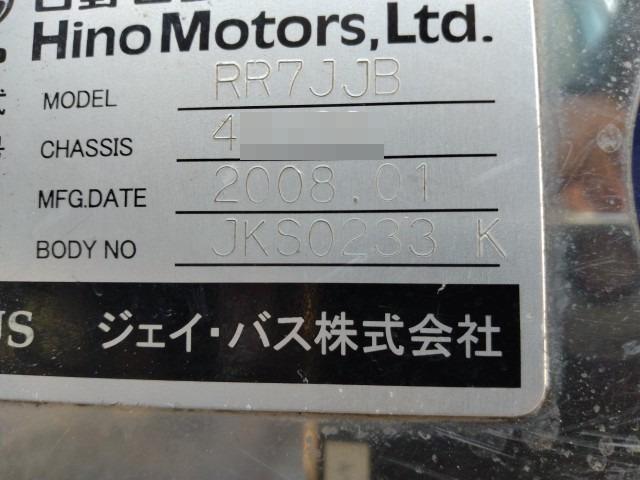 Hino Motors, Ltd.
MODEL RR7JJB
CHASSIS 4
MFG.DATE 2008.01
BODY NO JKS0233 K
ジェイ・バス株式会社